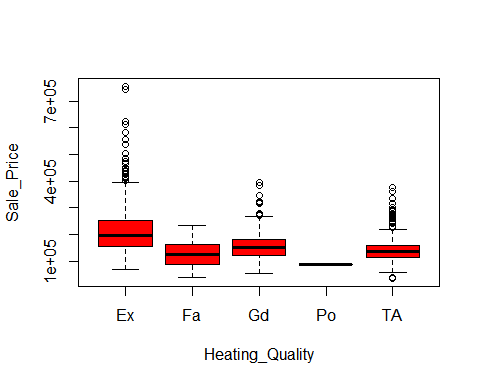 Sale_Price
7e+05
4e+05
1e+05
Ex Fa Gd Po TA
Heating_Quality